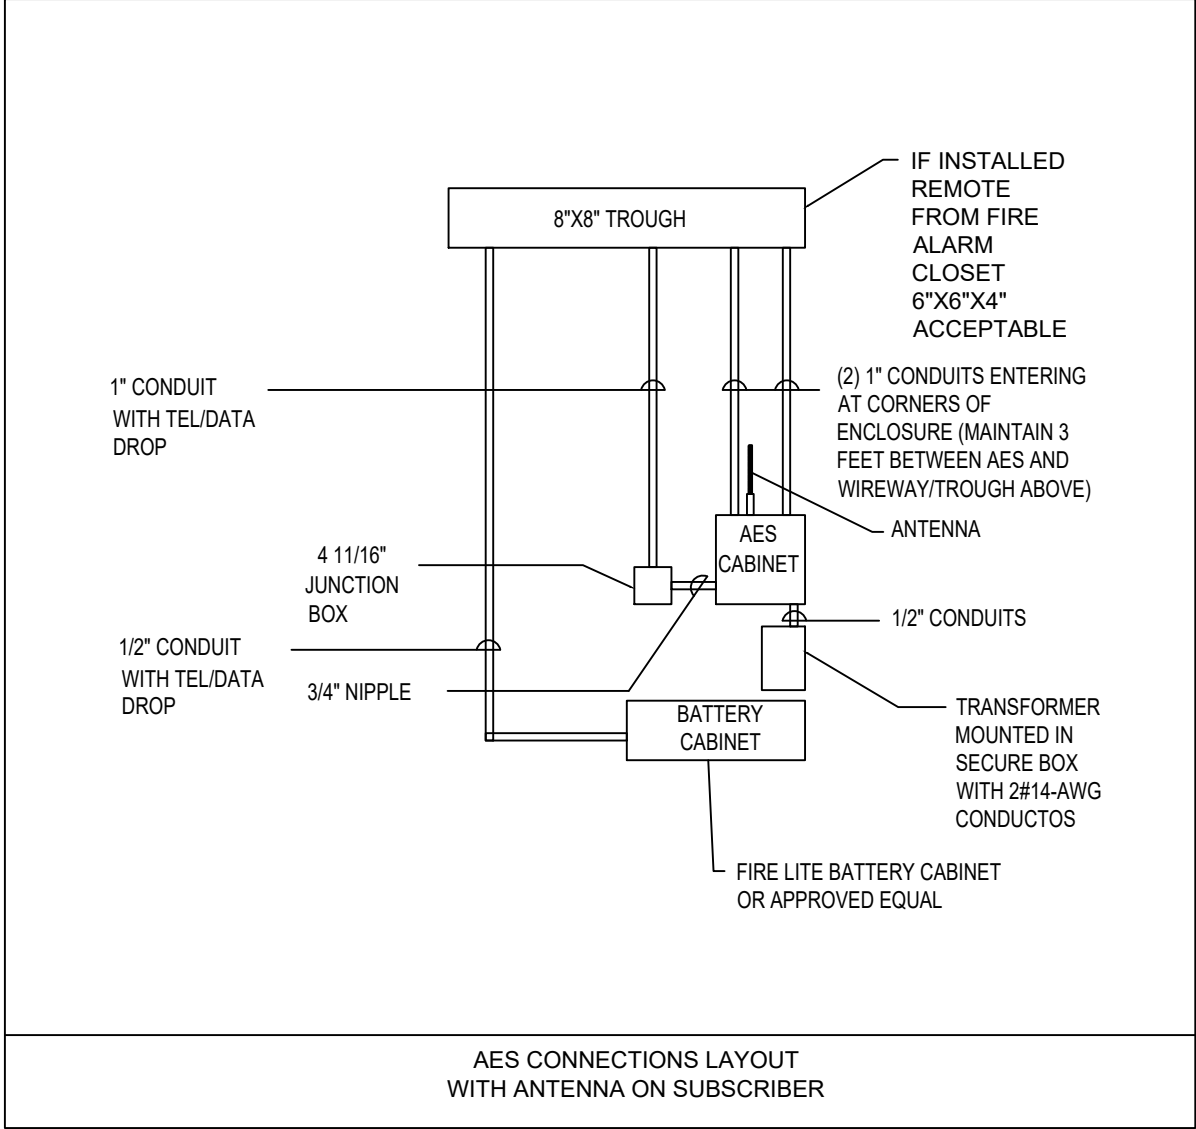 IF INSTALLED
REMOTE
FROM FIRE
ALARM
CLOSET
6"X6"X4"
ACCEPTABLE
8"X8" TROUGH
1" CONDUIT
WITH TEL/DATA
DROP
(2) 1" CONDUITS ENTERING
AT CORNERS OF
ENCLOSURE (MAINTAIN 3
FEET BETWEEN AES AND
WIREWAY/TROUGH ABOVE)
ANTENNA
AES
CABINET
4 11/16"
JUNCTION
BOX
1/2" CONDUITS
1/2" CONDUIT
WITH TEL/DATA
DROP
3/4" NIPPLE
BATTERY
CABINET
TRANSFORMER
MOUNTED IN
SECURE BOX
WITH 2#14-AWG
CONDUCTOS
FIRE LITE BATTERY CABINET
OR APPROVED EQUAL
AES CONNECTIONS LAYOUT
WITH ANTENNA ON SUBSCRIBER